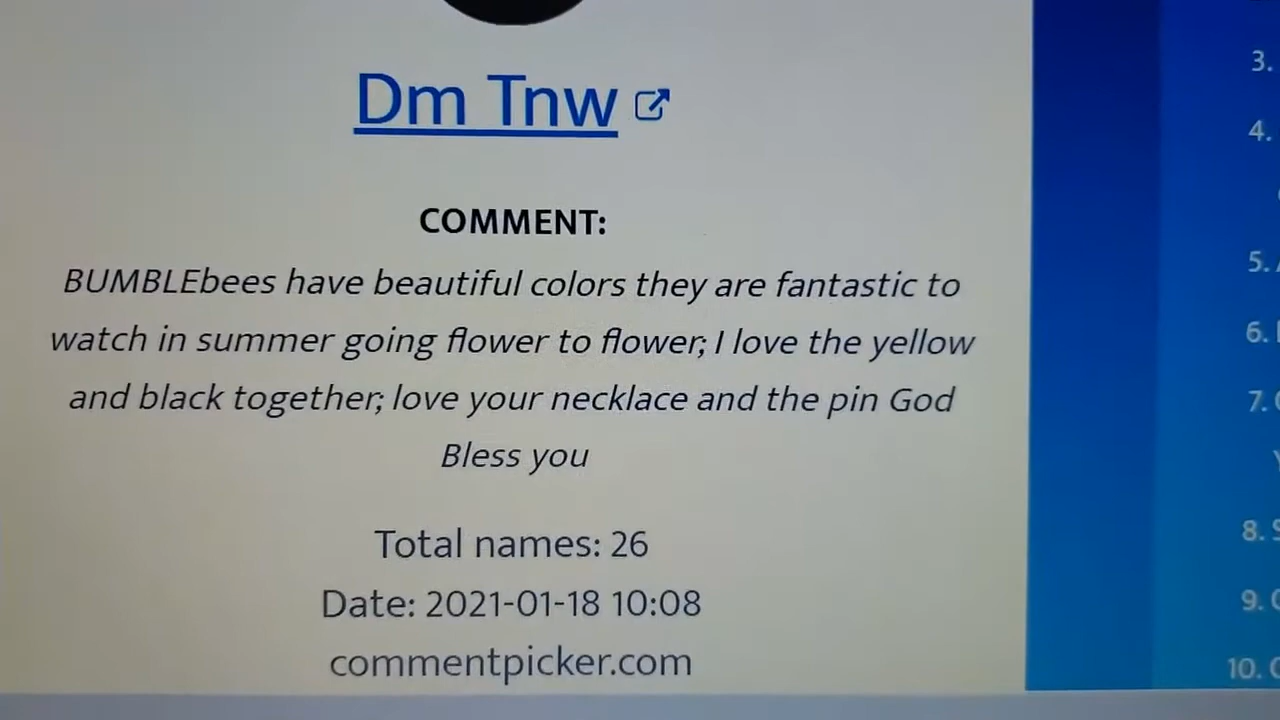 Dm Tnw
COMMENT:
BUMBLEbees have beautiful colors they are fantastic to
watch in summer going flower to flower; I love the yellow
and black together; love your necklace and the pin God
Bless you
Total names: 26
Date: 2021-01-18 10:08
commentpicker.com
3.
4.
5.
6.
7.
8.
9.
10.